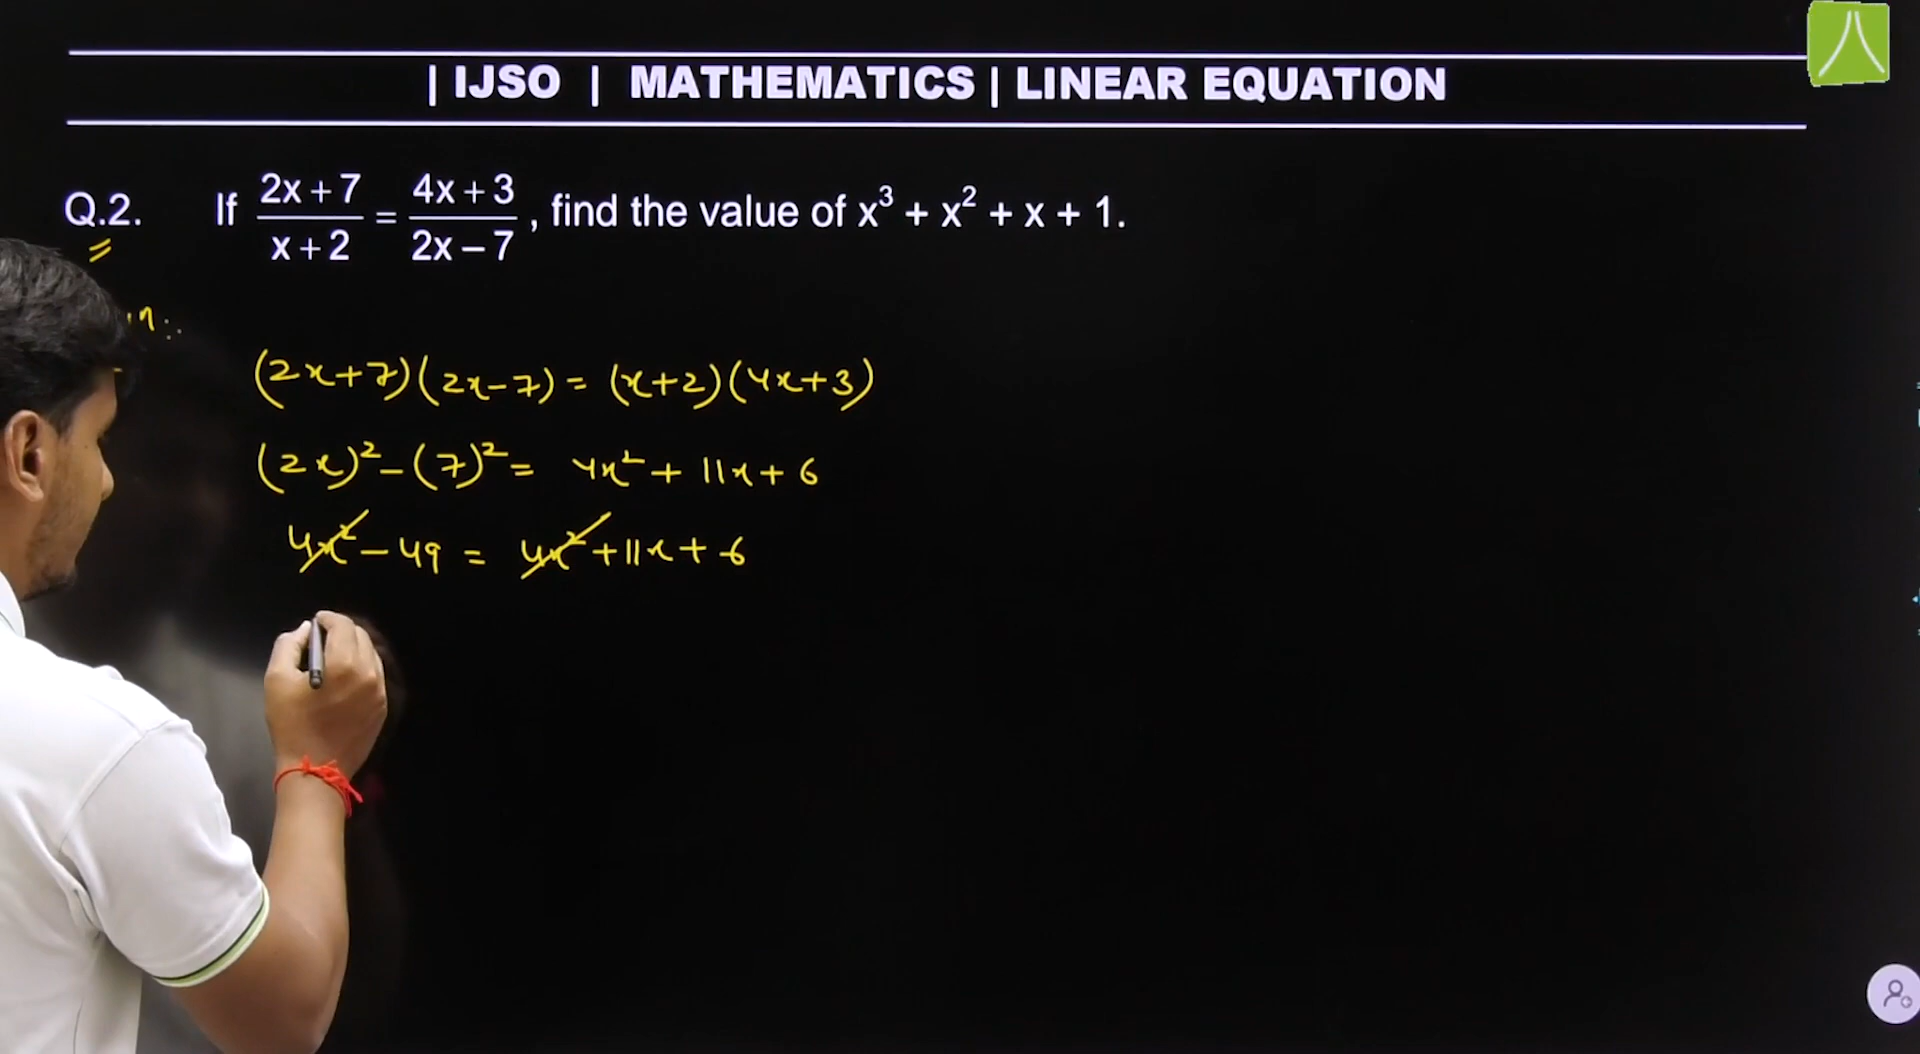 | IJSO | MATHEMATICS | LINEAR EQUATION
Q.2. If (2x + 7)/(x + 2) = (4x + 3)/(2x – 7), find the value of x³ + x² + x + 1.
(2x+7)(2x-7) = (x+2)(4x+3)
(2x)² - (7)² = 4x² + 11x + 6
4x² - 49 = 4x² + 11x + 6